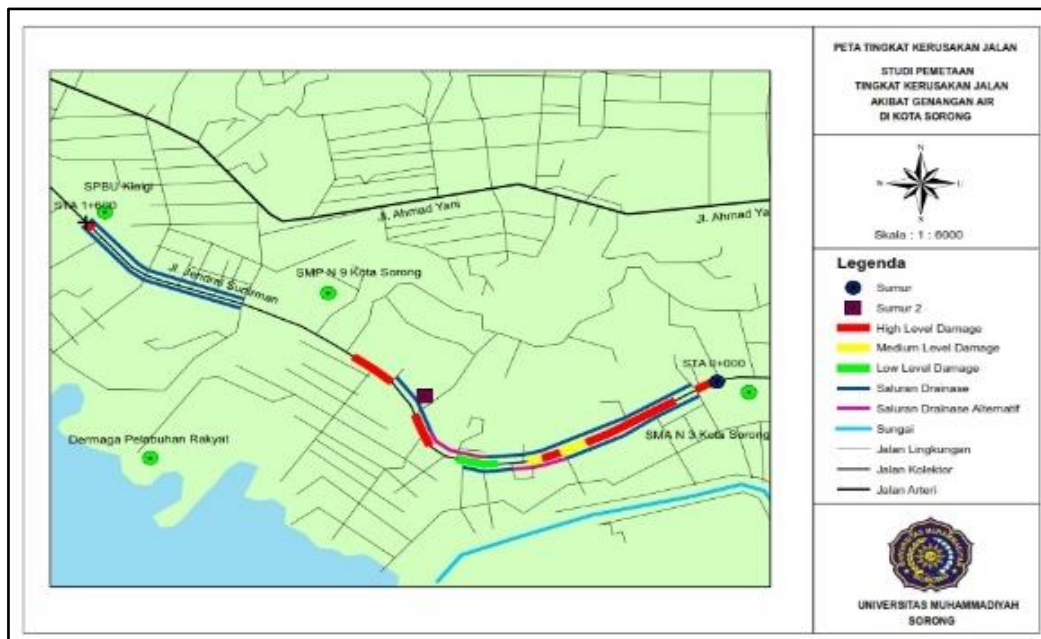 PETA TINGKAT KERUSAKAN JALAN
STUDI PEMETAAN
TINGKAT KERUSAKAN JALAN
AKIBAT GENANGAN AIR
DI KOTA SORONG
N
U
S
Skala : 1 : 6000
Legenda
Sumur
Sumur 2
High Level Damage
Medium Level Damage
Low Level Damage
Saluran Drainase
Saluran Drainase Alternatif
Sungai
Jalan Lingkungan
Jalan Kolektor
Jalan Arteri
UNIVERSITAS MUHAMMADIYAH
SORONG
SPBU Klaigi
STA 1+600
Jl. Ahmad Yani
Jl. Ahmad Ya
Jl. Jendral Sudirman
SMP N 9 Kota Sorong
STA 0+000
SMA N 3 Kota Sorong
Dermaga Pelabuhan Rakyat